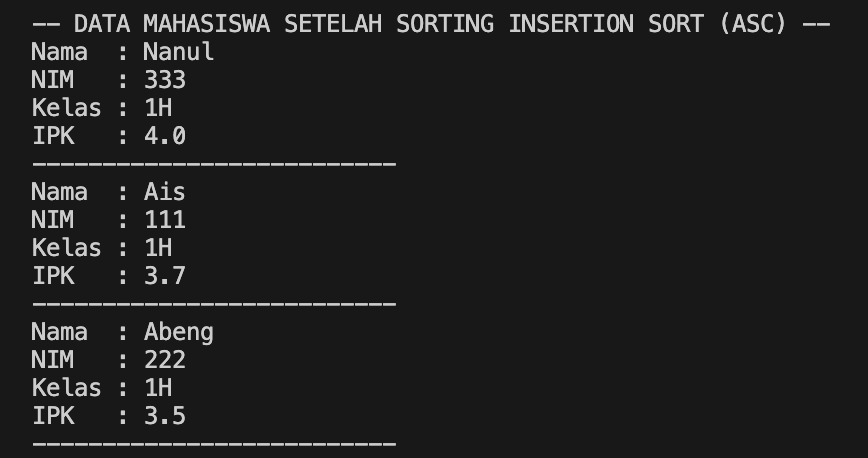 -- DATA MAHASISWA SETELAH SORTING INSERTION SORT (ASC) --
Nama  : Nanul
NIM   : 333
Kelas : 1H
IPK   : 4.0
--------------------------
Nama  : Ais
NIM   : 111
Kelas : 1H
IPK   : 3.7
--------------------------
Nama  : Abeng
NIM   : 222
Kelas : 1H
IPK   : 3.5
--------------------------